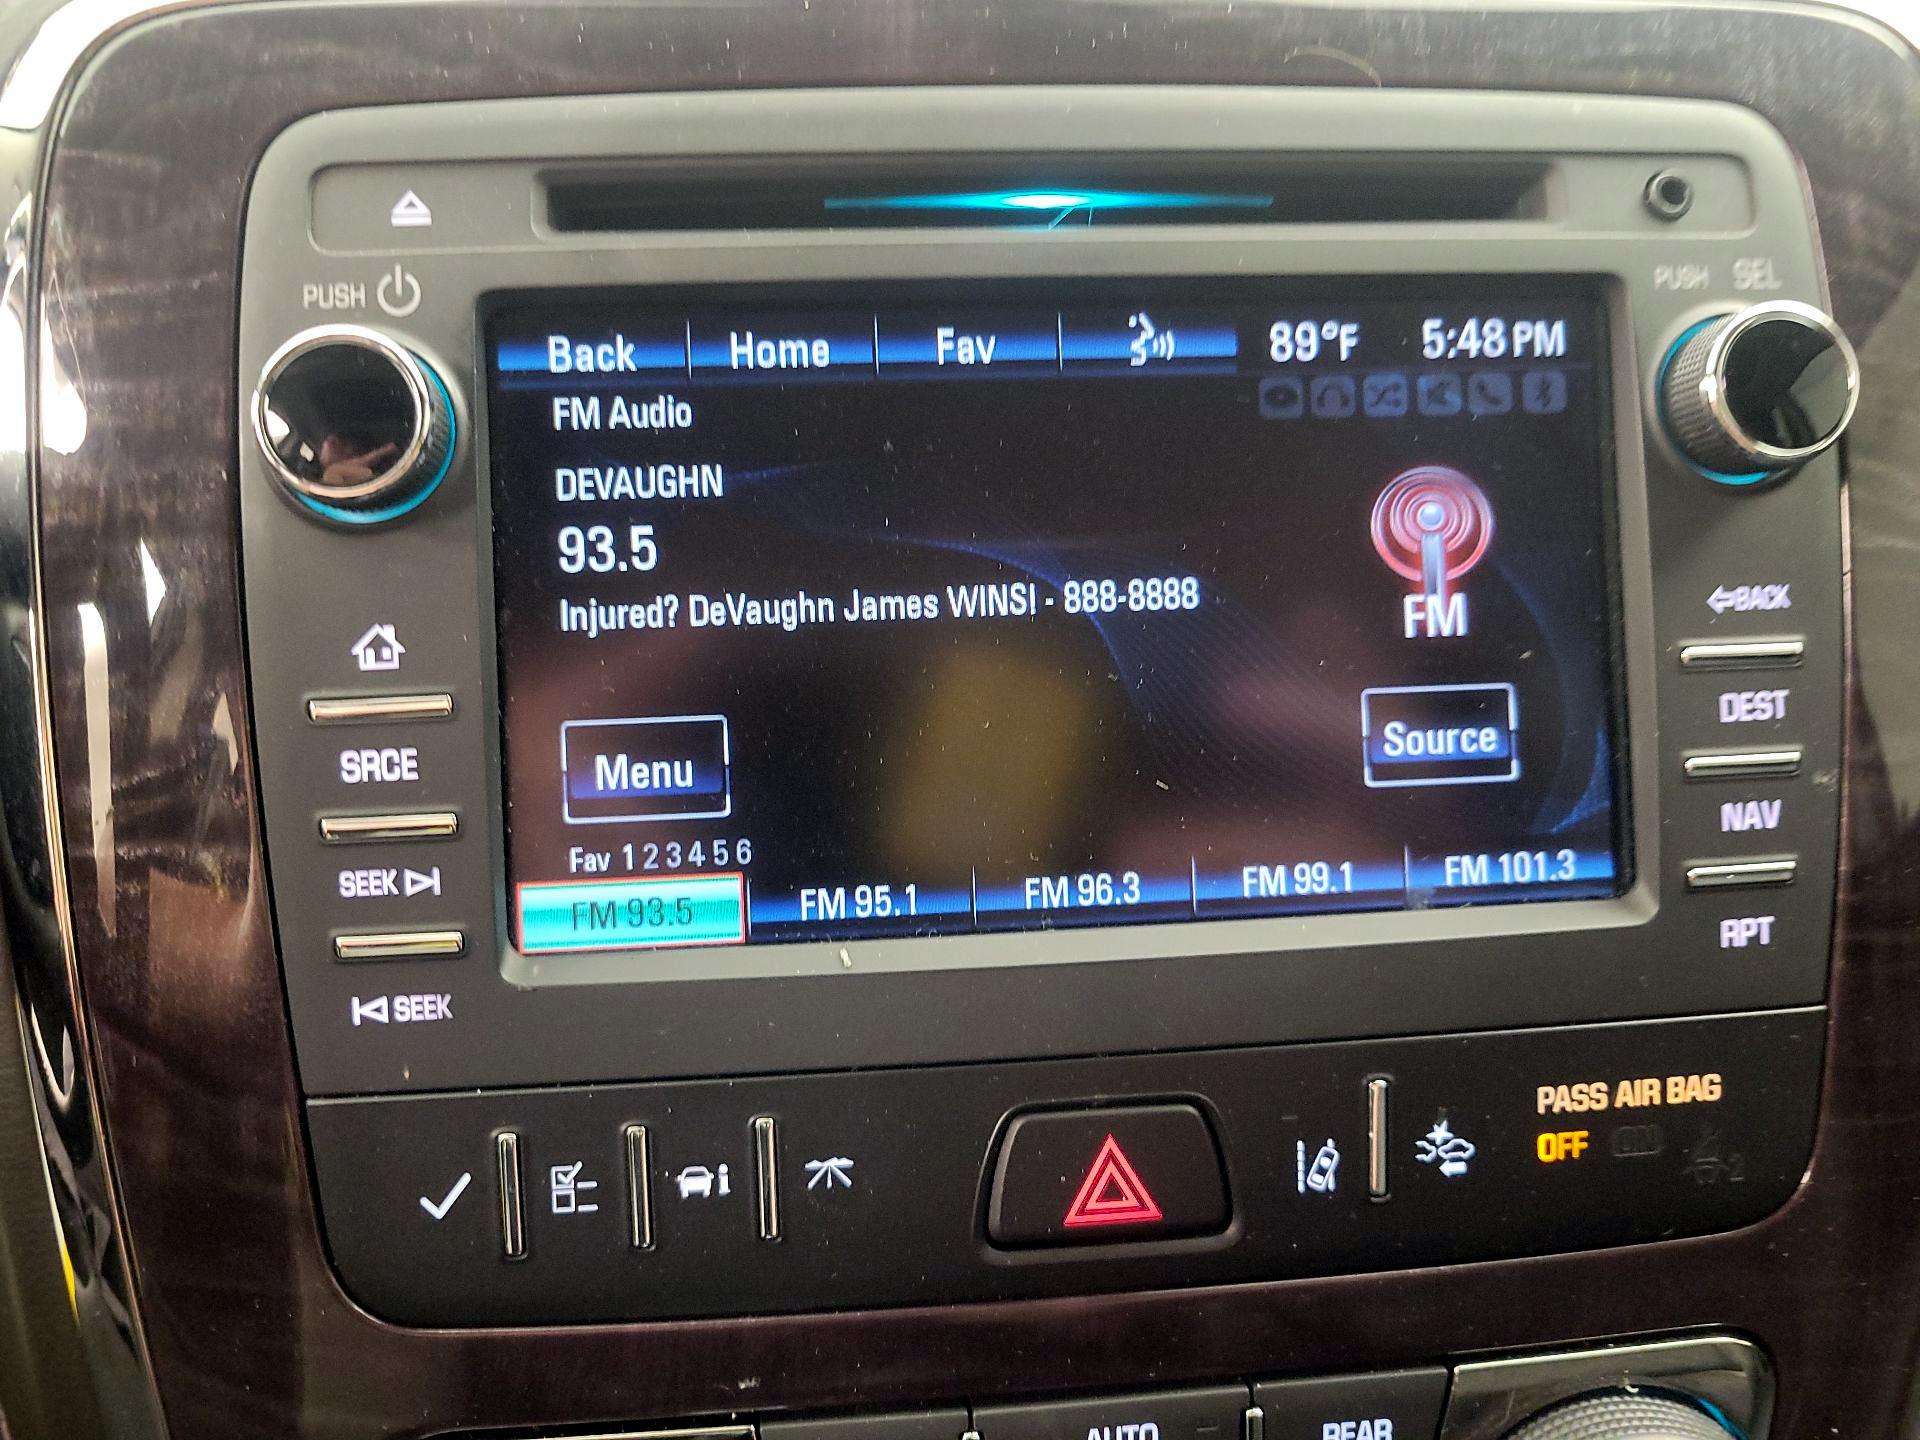 PUSH
PUSH SEL
Back Home Fav 89°F 5:48 PM
FM Audio
DEVAUGHN
93.5
Injured? DeVaughn James WINS! - 888-8888
FM
BACK
Menu
Source
DEST
SRCE
NAV
Fav 1 2 3 4 5 6
SEEK
FM 93.5 FM 95.1 FM 96.3 FM 99.1 FM 101.3
RPT
SEEK
PASS AIR BAG
OFF ON
2
AUTO
REAR